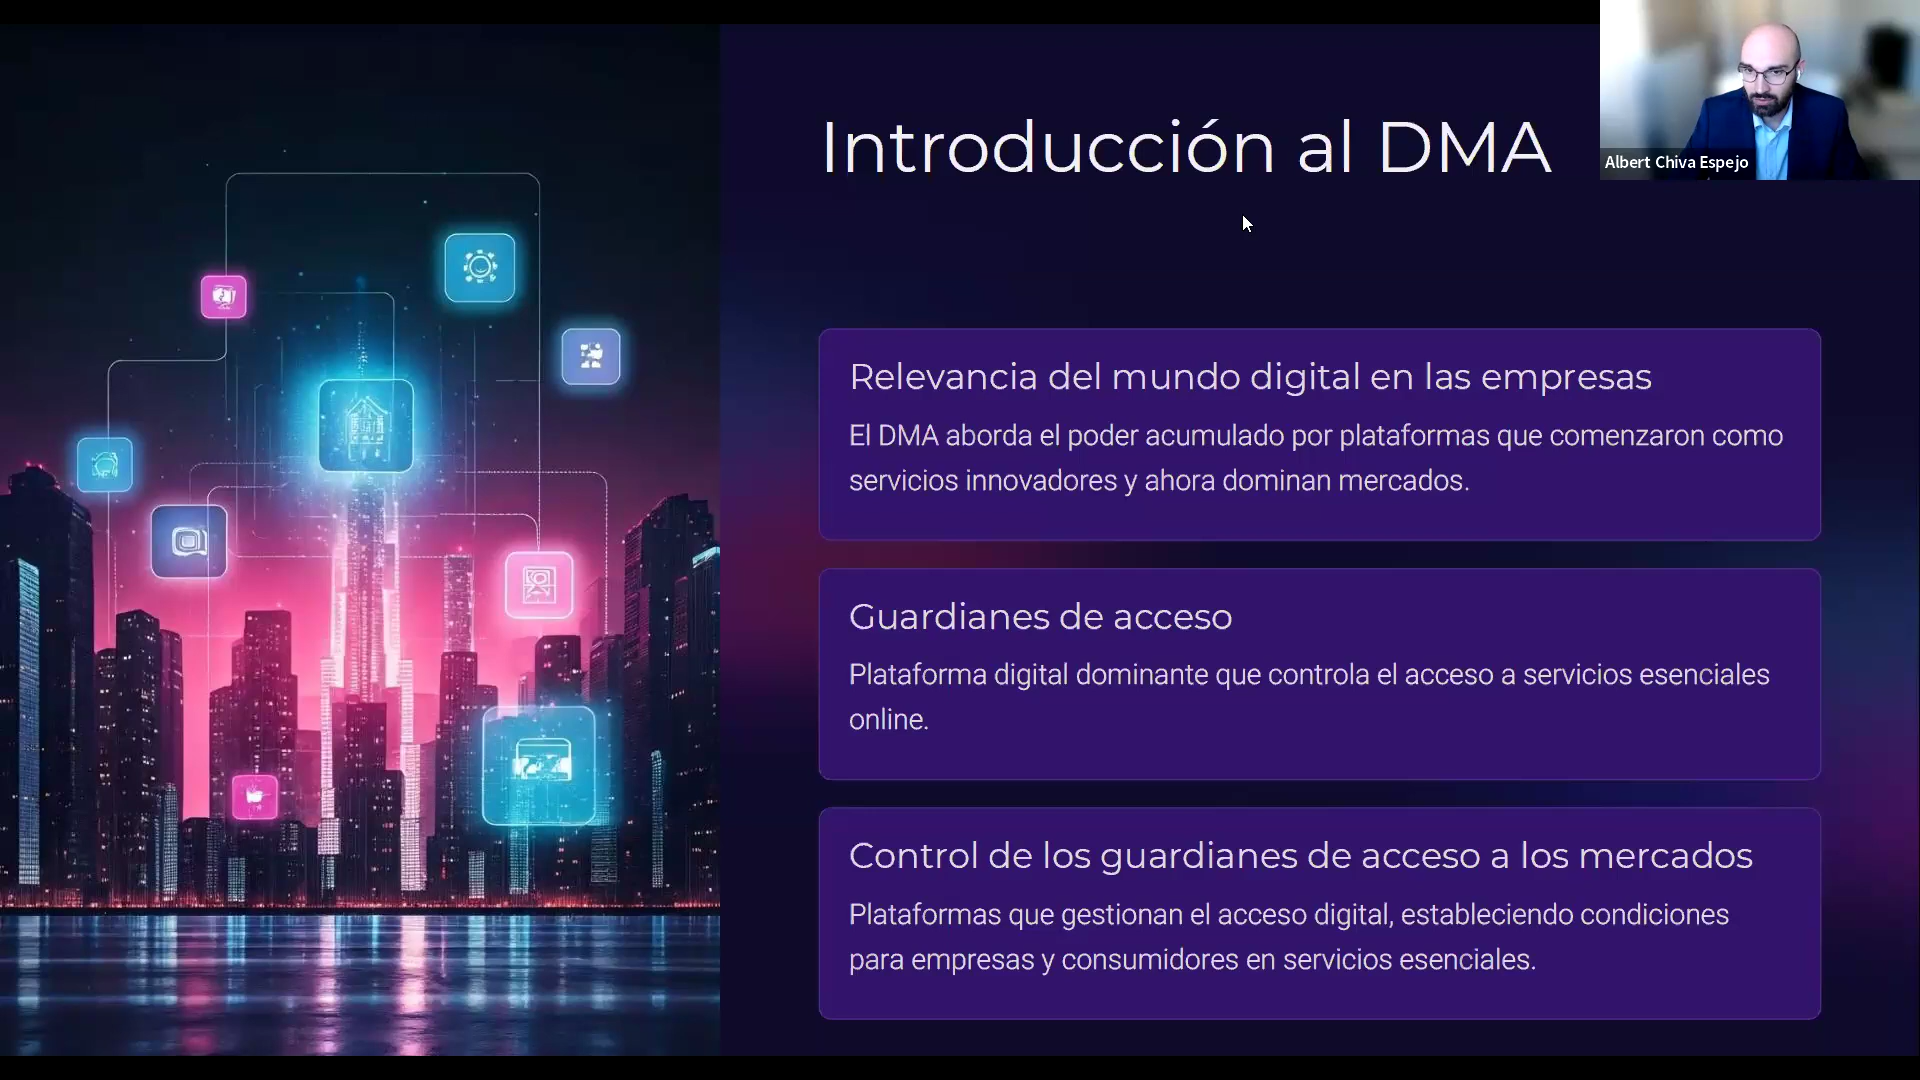 Introducción al DMA
Albert Chiva Espejo
Relevancia del mundo digital en las empresas
El DMA aborda el poder acumulado por plataformas que comenzaron como
servicios innovadores y ahora dominan mercados.
Guardianes de acceso
Plataforma digital dominante que controla el acceso a servicios esenciales
online.
Control de los guardianes de acceso a los mercados
Plataformas que gestionan el acceso digital, estableciendo condiciones
para empresas y consumidores en servicios esenciales.